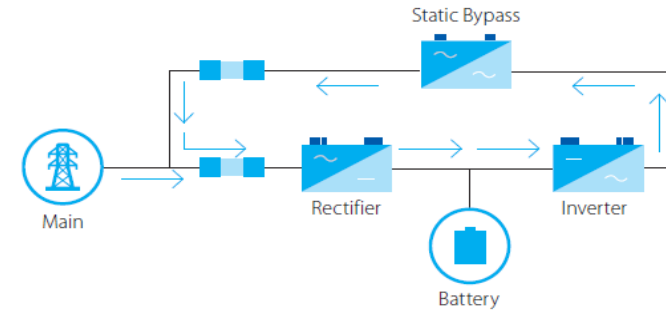 Static Bypass
Main
Rectifier
Inverter
Battery